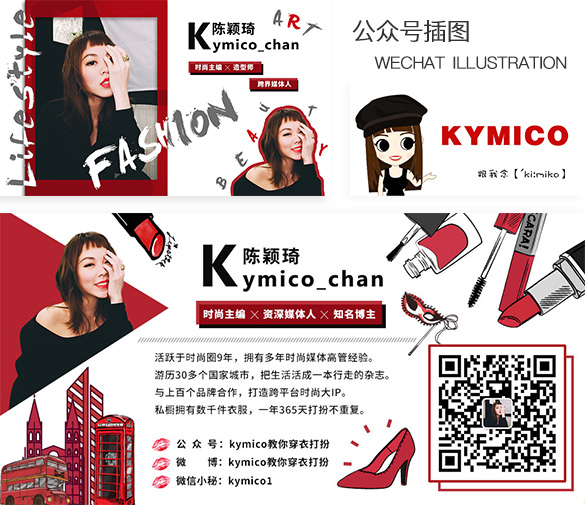 Lifestyle
FASHION
ART
BEAUTY
陈颖琦
Kymico_chan
时尚主编 × 造型师
跨界媒体人
公众号插图
WECHAT ILLUSTRATION
KYMICO
跟我念【´ki:miko】
陈颖琦
Kymico_chan
时尚主编 × 资深媒体人 × 知名博主
活跃于时尚圈9年，拥有多年时尚媒体高管经验。
游历30多个国家城市，把生活活成一本行走的杂志。
与上百个品牌合作，打造跨平台时尚大IP。
私橱拥有数千件衣服，一年365天打扮不重复。
公 众 号：kymico教你穿衣打扮
微 博：kymico教你穿衣打扮
微信小秘：kymico1